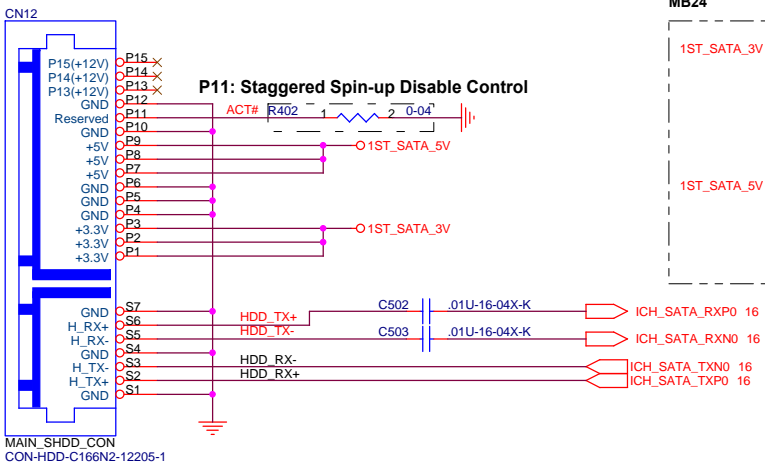 MB24
CN12
1ST_SATA_3V
P15(+12V) P15
P14(+12V) P14
P13(+12V) P13
P11: Staggered Spin-up Disable Control
GND P12
Reserved P11 ACT# R402 1 2 0-04
GND P10
+5V P9 1ST_SATA_5V
+5V P8
+5V P7
GND P6 1ST_SATA_5V
GND P5
GND P4
+3.3V P3 1ST_SATA_3V
+3.3V P2
+3.3V P1
GND S7 C502 .01U-16-04X-K ICH_SATA_RXP0 16
H_RX+ S6 HDD_TX+
H_RX- S5 HDD_TX- C503 .01U-16-04X-K ICH_SATA_RXN0 16
GND S4
H_TX- S3 HDD_RX- ICH_SATA_TXN0 16
H_TX+ S2 HDD_RX+ ICH_SATA_TXP0 16
GND S1
MAIN_SHDD_CON
CON-HDD-C166N2-12205-1